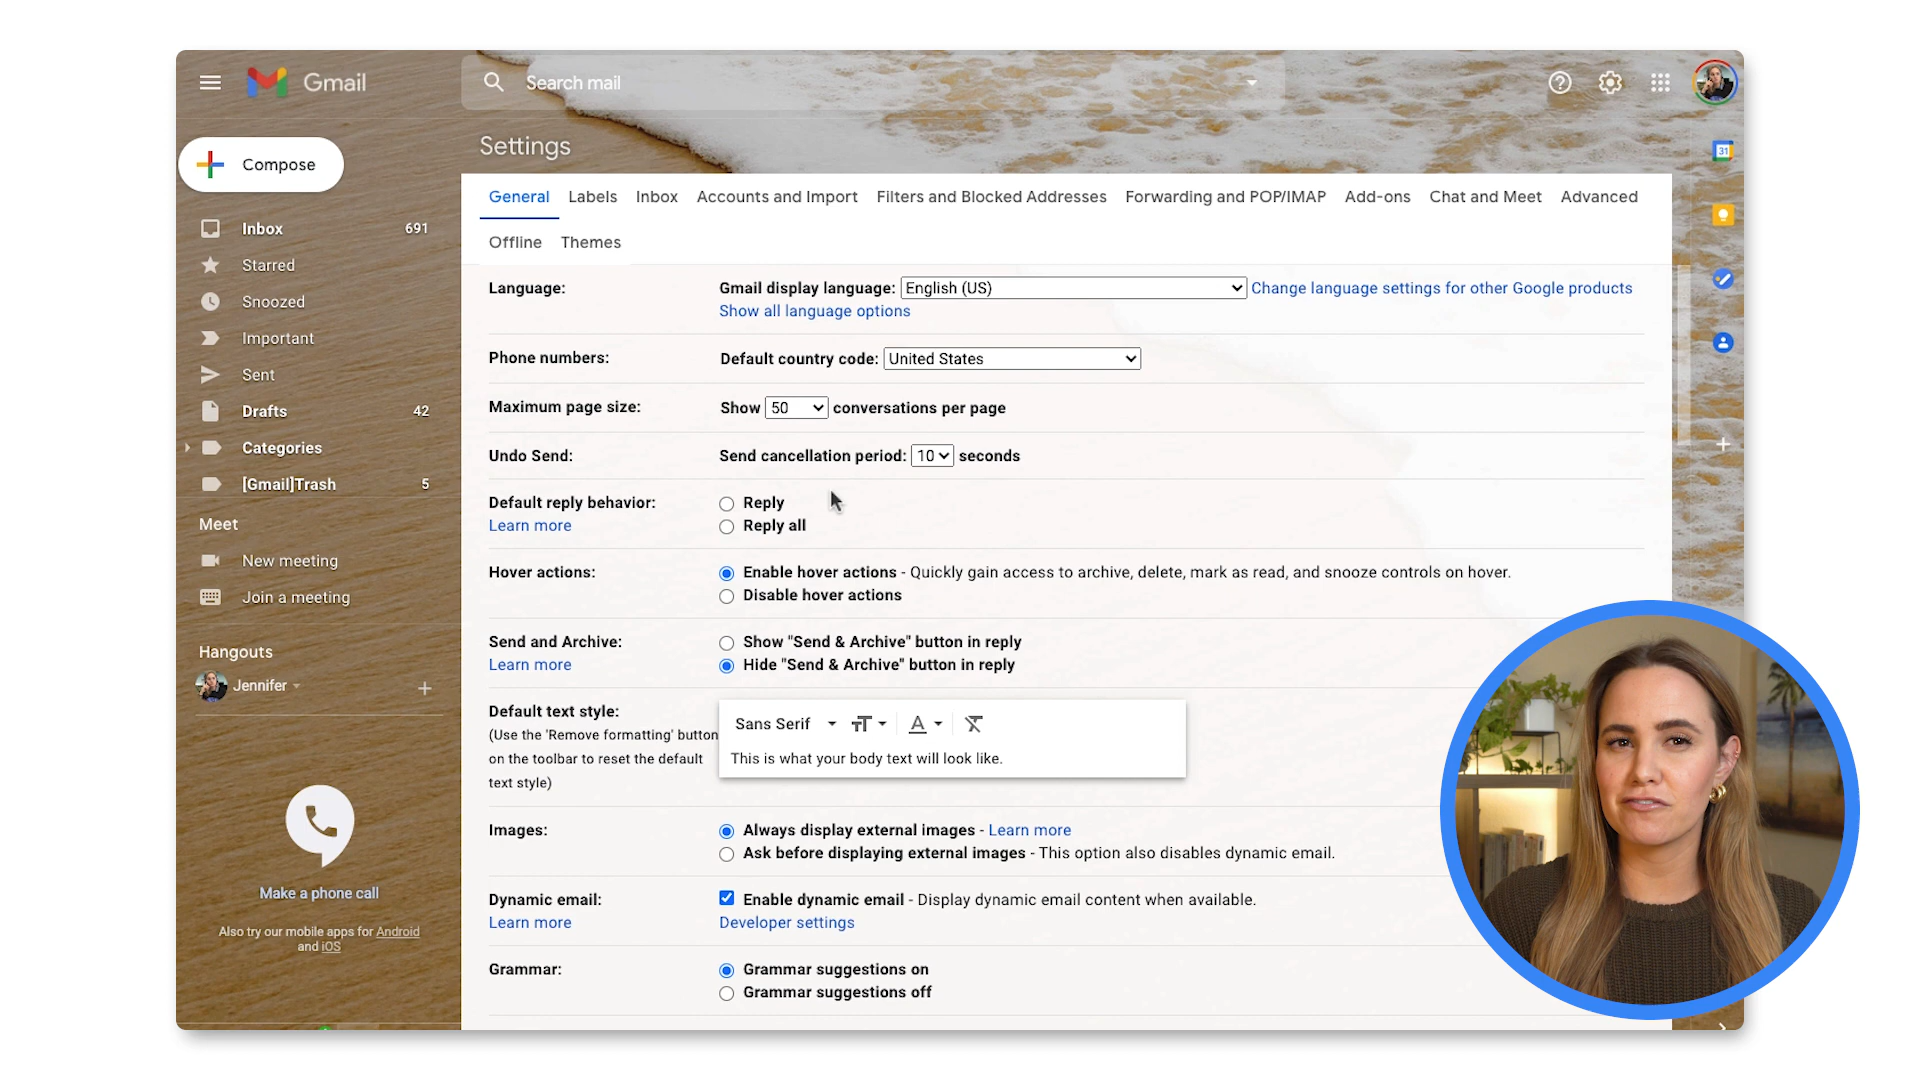 Gmail
Search mail
Settings
Compose
General Labels Inbox Accounts and Import Filters and Blocked Addresses Forwarding and POP/IMAP Add-ons Chat and Meet Advanced
Offline Themes
Inbox 691
Starred
Snoozed
Important
Sent
Drafts 42
Categories
[Gmail]Trash 5
Meet
New meeting
Join a meeting
Hangouts
Jennifer
Make a phone call
Also try our mobile apps for Android
and iOS
Language: Gmail display language: English (US) Change language settings for other Google products
Show all language options
Phone numbers: Default country code: United States
Maximum page size: Show 50 conversations per page
Undo Send: Send cancellation period: 10 seconds
Default reply behavior: Reply
Learn more Reply all
Hover actions: Enable hover actions - Quickly gain access to archive, delete, mark as read, and snooze controls on hover.
Disable hover actions
Send and Archive: Show "Send & Archive" button in reply
Learn more Hide "Send & Archive" button in reply
Default text style:
(Use the 'Remove formatting' button
on the toolbar to reset the default
text style)
Sans Serif
This is what your body text will look like.
Images: Always display external images - Learn more
Ask before displaying external images - This option also disables dynamic email.
Dynamic email: Enable dynamic email - Display dynamic email content when available.
Learn more Developer settings
Grammar: Grammar suggestions on
Grammar suggestions off
31